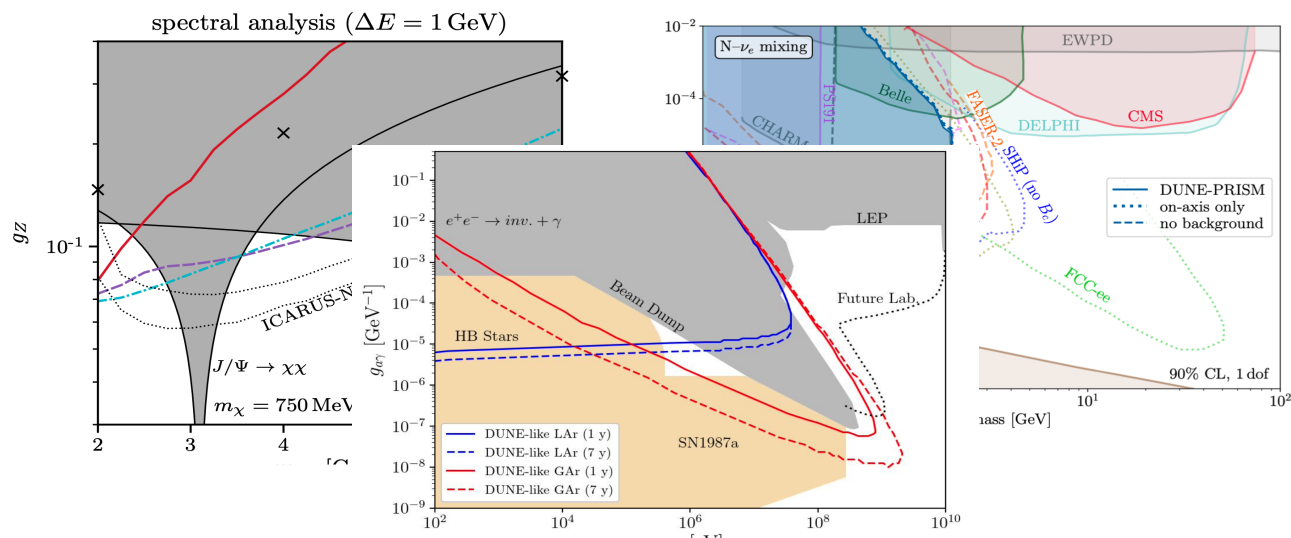 spectral analysis (ΔE = 1 GeV)
g_Z
10^{-1}
ICARUS-N
J/Ψ → χχ
m_χ = 750 MeV
2
3
4
10^{-2}
10^{-4}
N–ν_e mixing
EWPD
PS191
Belle
CHARM
FASER-2
DELPHI
CMS
SHiP (no B_c)
DUNE-PRISM
on-axis only
no background
FCC-ee
90% CL, 1 dof
10^1
10^2
mass [GeV]
10^{-1}
10^{-2}
10^{-3}
10^{-4}
10^{-5}
10^{-6}
10^{-7}
10^{-8}
10^{-9}
g_{aγ} [GeV^{-1}]
e^+e^- → inv. + γ
LEP
Beam Dump
Future Lab.
HB Stars
SN1987a
DUNE-like LAr (1 y)
DUNE-like LAr (7 y)
DUNE-like GAr (1 y)
DUNE-like GAr (7 y)
10^2
10^4
10^6
10^8
10^{10}